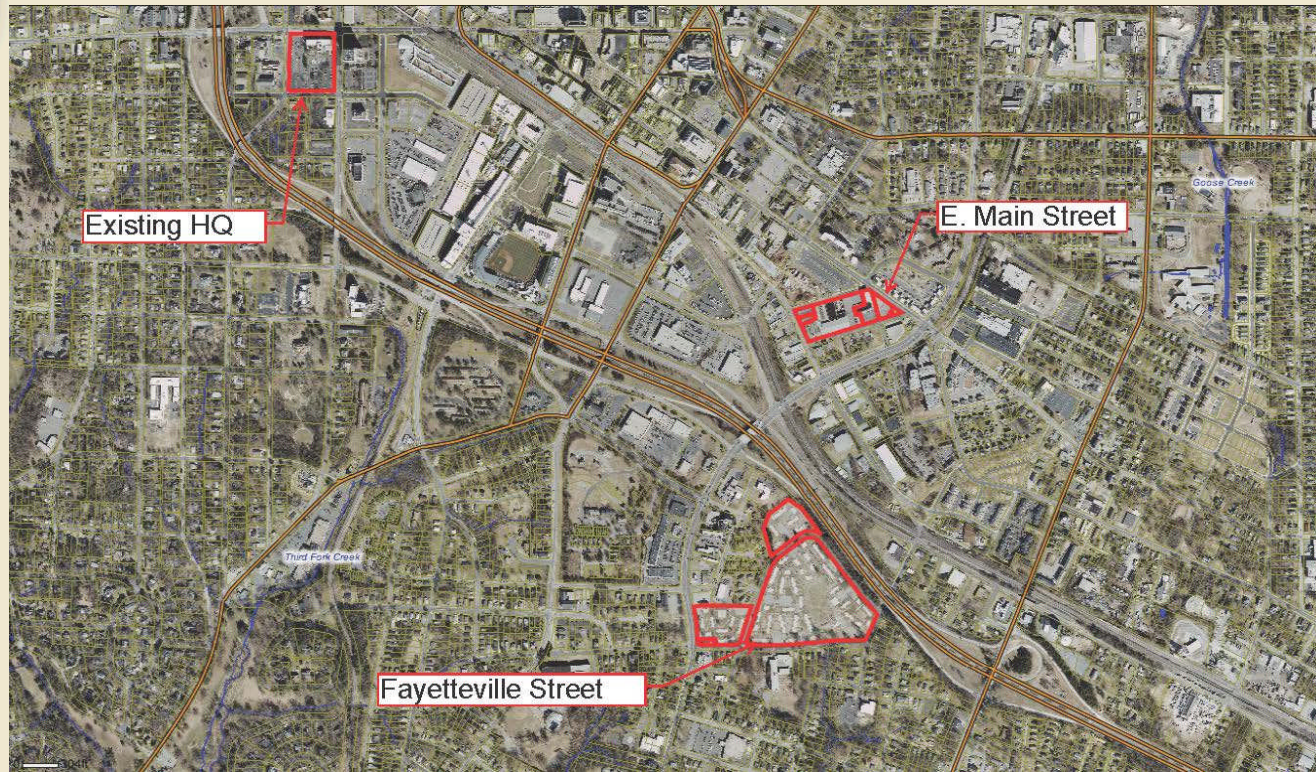 Existing HQ
Goose Creek
E. Main Street
Third Fork Creek
Fayetteville Street